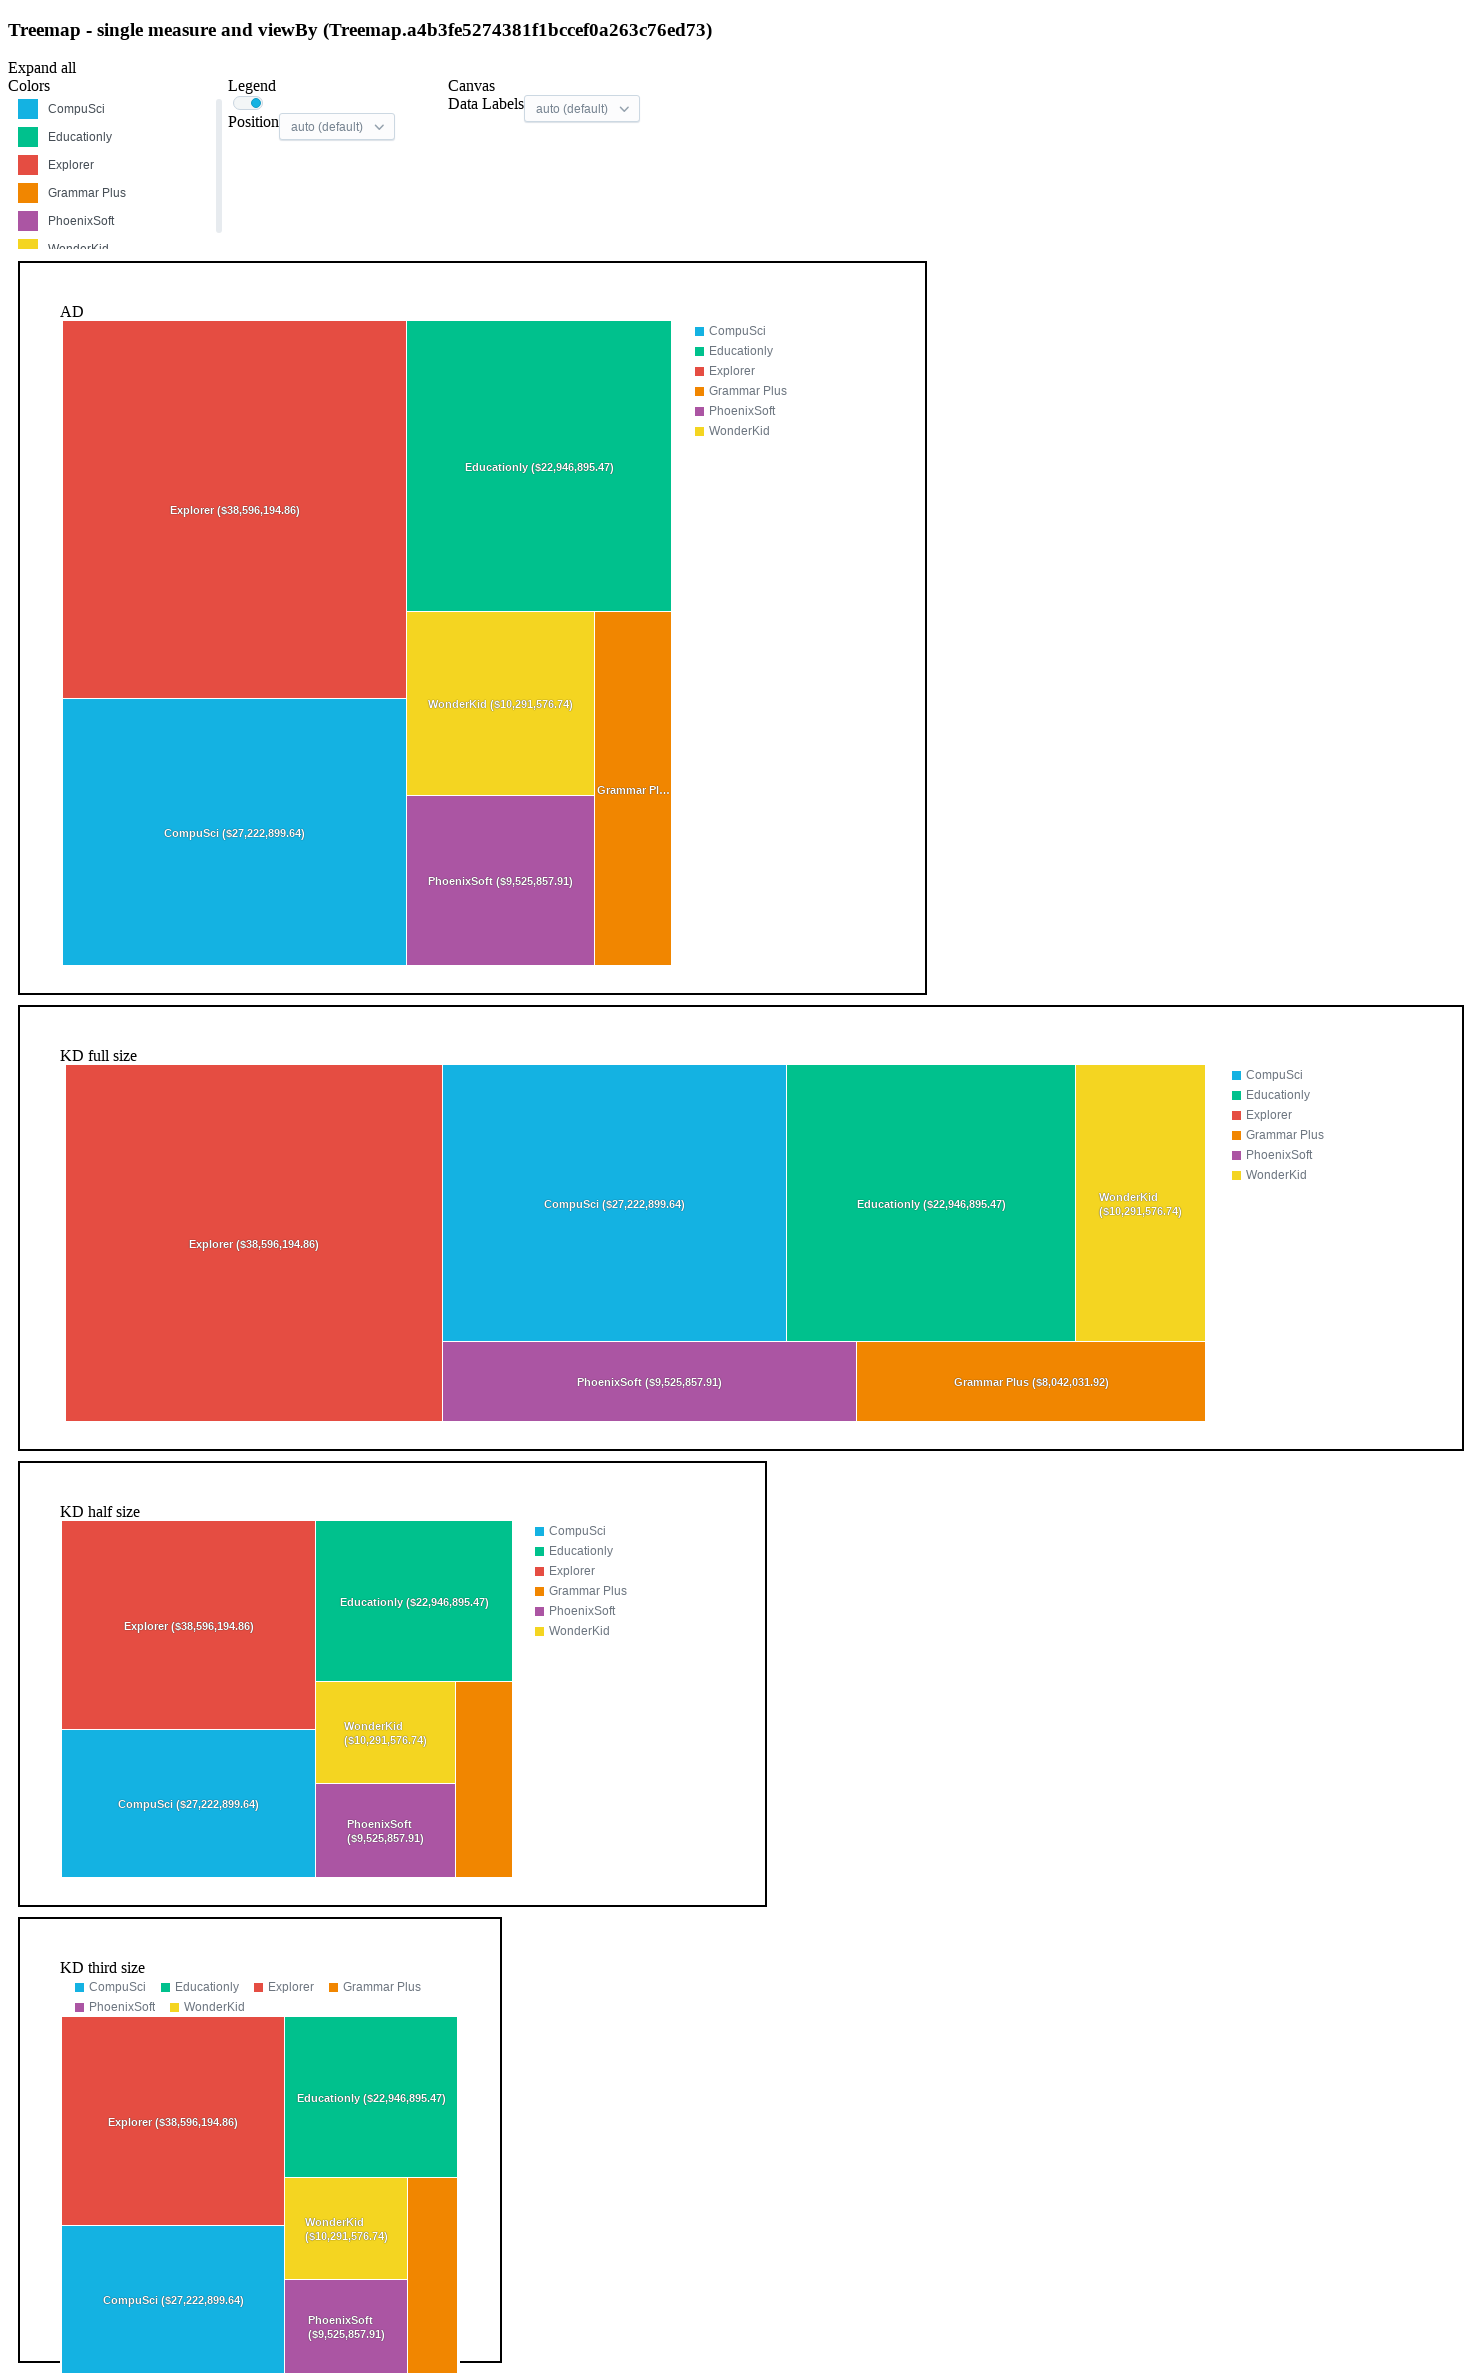 Treemap - single measure and viewBy (Treemap.a4b3fe5274381f1bccef0a263c76ed73)
Expand all
Colors
CompuSci
Educationly
Explorer
Grammar Plus
PhoenixSoft
WonderKid
Legend
Position auto (default)
Canvas
Data Labels auto (default)
AD
Explorer ($38,596,194.86)
Educationly ($22,946,895.47)
WonderKid ($10,291,576.74)
Grammar Pl…
CompuSci ($27,222,899.64)
PhoenixSoft ($9,525,857.91)
CompuSci
Educationly
Explorer
Grammar Plus
PhoenixSoft
WonderKid
KD full size
Explorer ($38,596,194.86)
CompuSci ($27,222,899.64)
Educationly ($22,946,895.47)
WonderKid
($10,291,576.74)
PhoenixSoft ($9,525,857.91)
Grammar Plus ($8,042,031.92)
CompuSci
Educationly
Explorer
Grammar Plus
PhoenixSoft
WonderKid
KD half size
Explorer ($38,596,194.86)
Educationly ($22,946,895.47)
WonderKid
($10,291,576.74)
CompuSci ($27,222,899.64)
PhoenixSoft
($9,525,857.91)
CompuSci
Educationly
Explorer
Grammar Plus
PhoenixSoft
WonderKid
KD third size
CompuSci Educationly Explorer Grammar Plus
PhoenixSoft WonderKid
Explorer ($38,596,194.86)
Educationly ($22,946,895.47)
WonderKid
($10,291,576.74)
CompuSci ($27,222,899.64)
PhoenixSoft
($9,525,857.91)